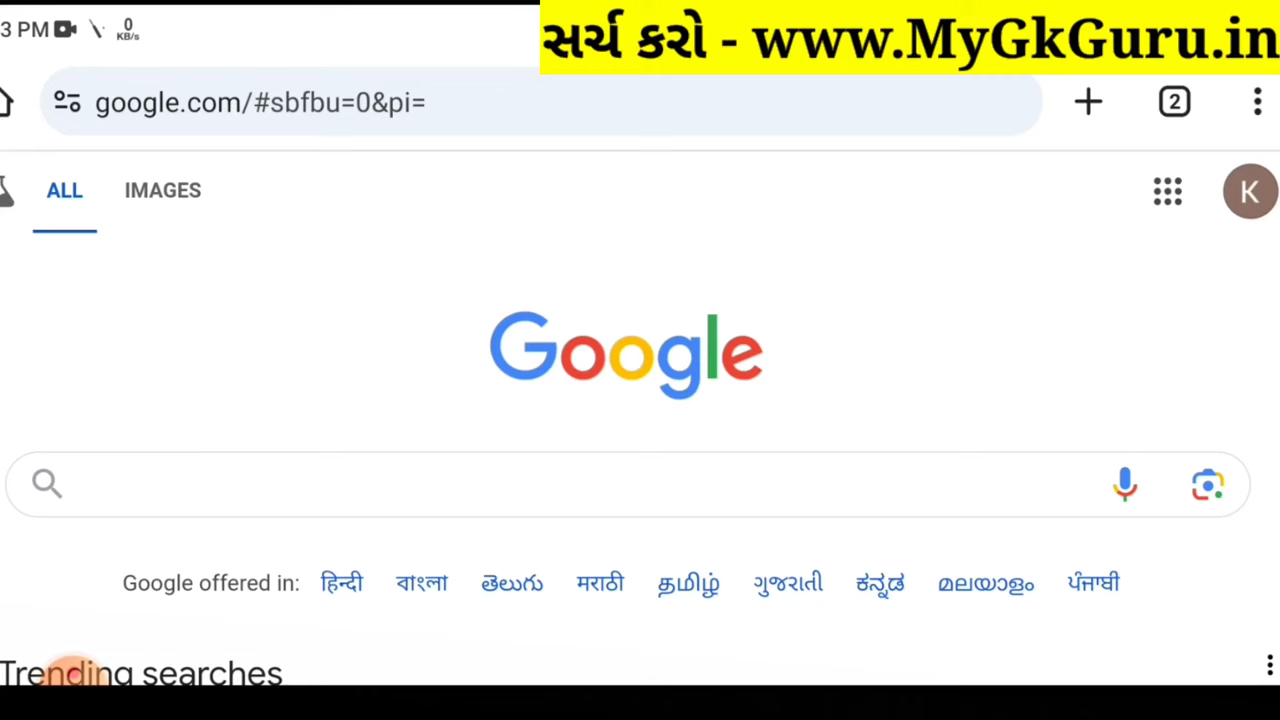 3 PM
0
KB/s
સર્ચ કરો - www.MyGkGuru.in
google.com/#sbfbu=0&pi=
2
ALL IMAGES
K
Google
Google offered in: हिन्दी বাংলা తెలుగు मराठी தமிழ் ગુજરાતી ಕನ್ನಡ മലയാളം ਪੰਜਾਬੀ
Trending searches